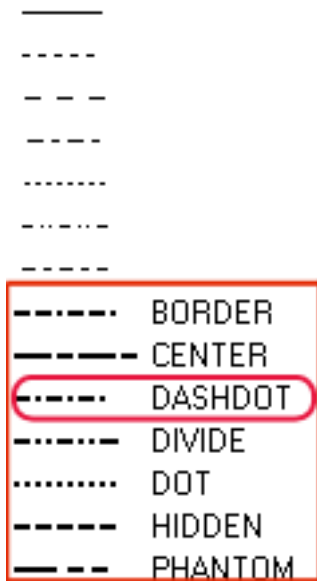 BORDER
CENTER
DASHDOT
DIVIDE
DOT
HIDDEN
PHANTOM